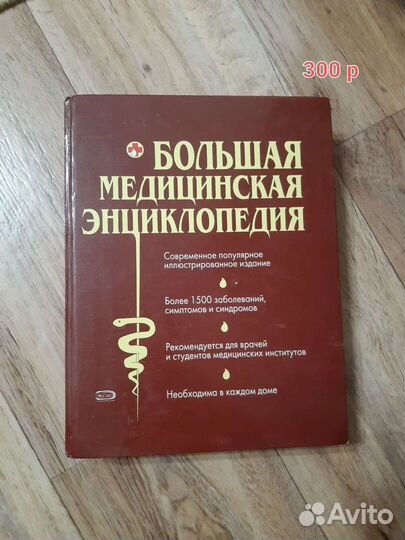 300 р
БОЛЬШАЯ
МЕДИЦИНСКАЯ
ЭНЦИКЛОПЕДИЯ
Современное популярное
иллюстрированное издание
Более 1500 заболеваний,
симптомов и синдромов
Рекомендуется для врачей
и студентов медицинских институтов
Необходима в каждом доме
Avito